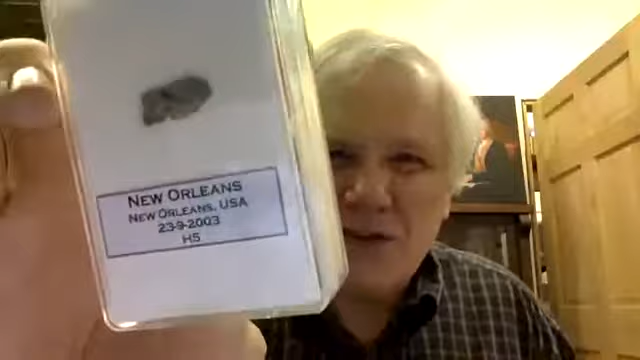 NEW ORLEANS
NEW ORLEANS, USA
23-9-2003
H5